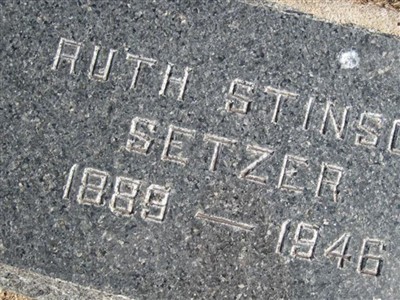 RUTH STINSO
SETZER
1889 — 1946